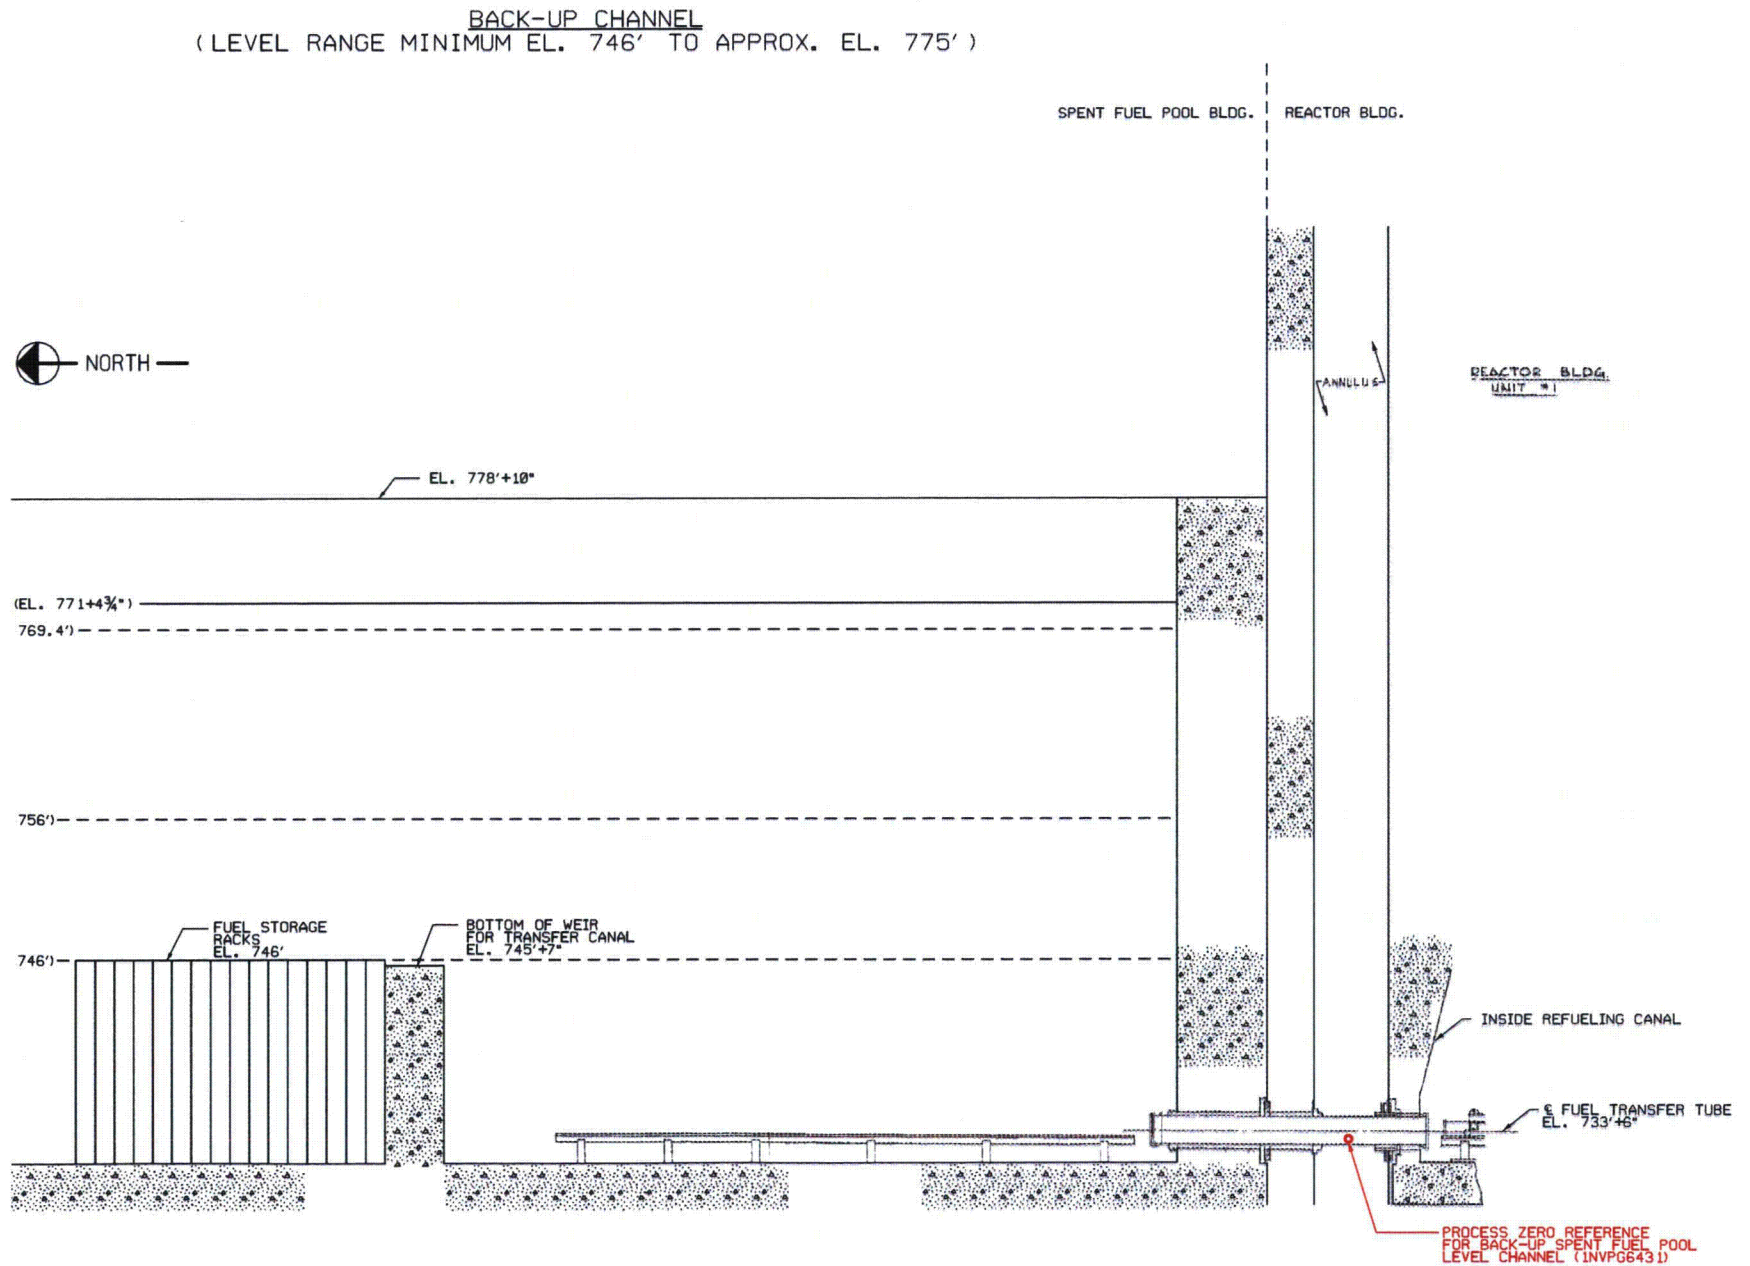 BACK-UP CHANNEL
(LEVEL RANGE MINIMUM EL. 746' TO APPROX. EL. 775')
SPENT FUEL POOL BLDG.
REACTOR BLDG.
NORTH
ANNULUS
REACTOR BLDG.
UNIT #1
EL. 778'+10"
(EL. 771+4¾")
769.4')
756')
FUEL STORAGE
RACKS
EL. 746'
BOTTOM OF WEIR
FOR TRANSFER CANAL
EL. 745'+7"
746')
INSIDE REFUELING CANAL
℄ FUEL TRANSFER TUBE
EL. 733'+6"
PROCESS ZERO REFERENCE
FOR BACK-UP SPENT FUEL POOL
LEVEL CHANNEL (1NVPG6431)